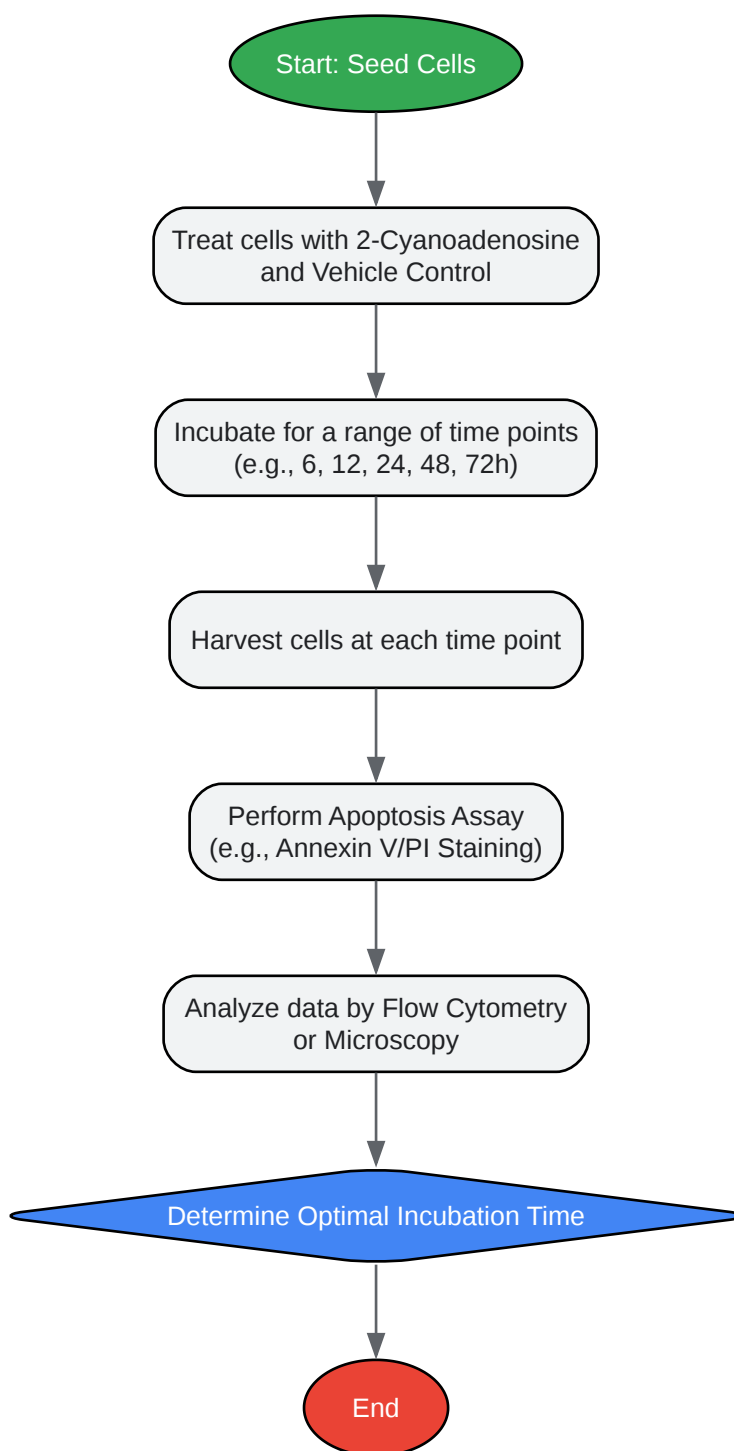 Start: Seed Cells
Treat cells with 2-Cyanoadenosine
and Vehicle Control
Incubate for a range of time points
(e.g., 6, 12, 24, 48, 72h)
Harvest cells at each time point
Perform Apoptosis Assay
(e.g., Annexin V/PI Staining)
Analyze data by Flow Cytometry
or Microscopy
Determine Optimal Incubation Time
End